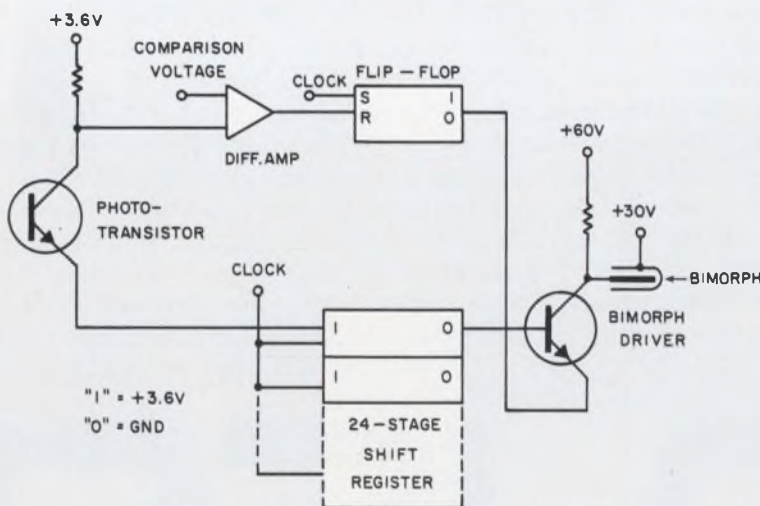 +3.6V
COMPARISON
VOLTAGE
CLOCK
FLIP-FLOP
S
I
R
O
DIFF. AMP
+60V
+30V
PHOTO-
TRANSISTOR
CLOCK
BIMORPH
BIMORPH
DRIVER
I
O
I
O
"I" = +3.6V
"O" = GND
24-STAGE
SHIFT
REGISTER